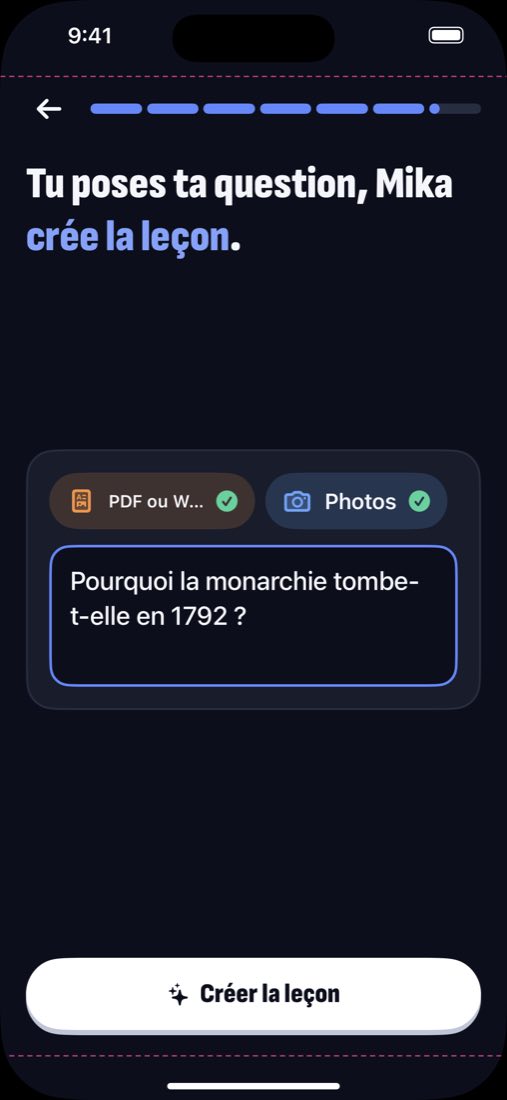 9:41
Tu poses ta question, Mika
crée la leçon.
PDF ou W...
Photos
Pourquoi la monarchie tombe-
t-elle en 1792 ?
Créer la leçon